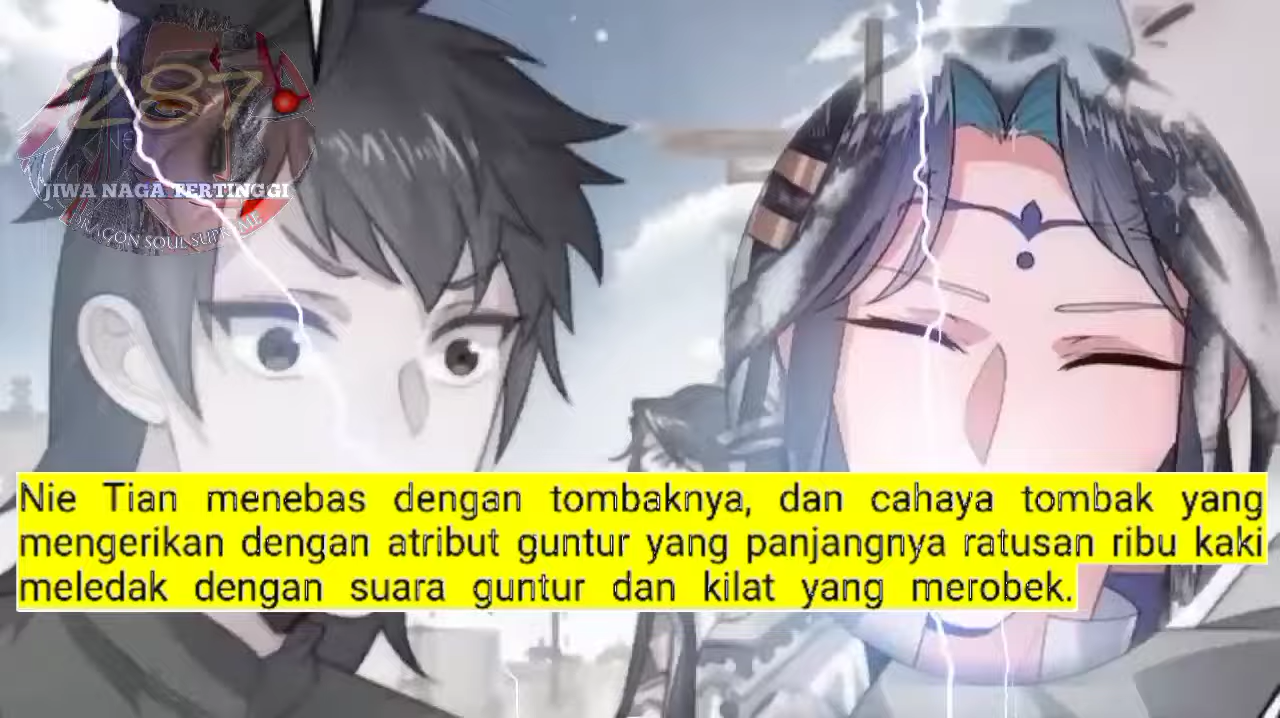 287
JIWA NAGA TERTINGGI
DRAGON SOUL SUPREME
Nie Tian menebas dengan tombaknya, dan cahaya tombak yang
mengerikan dengan atribut guntur yang panjangnya ratusan ribu kaki
meledak dengan suara guntur dan kilat yang merobek.